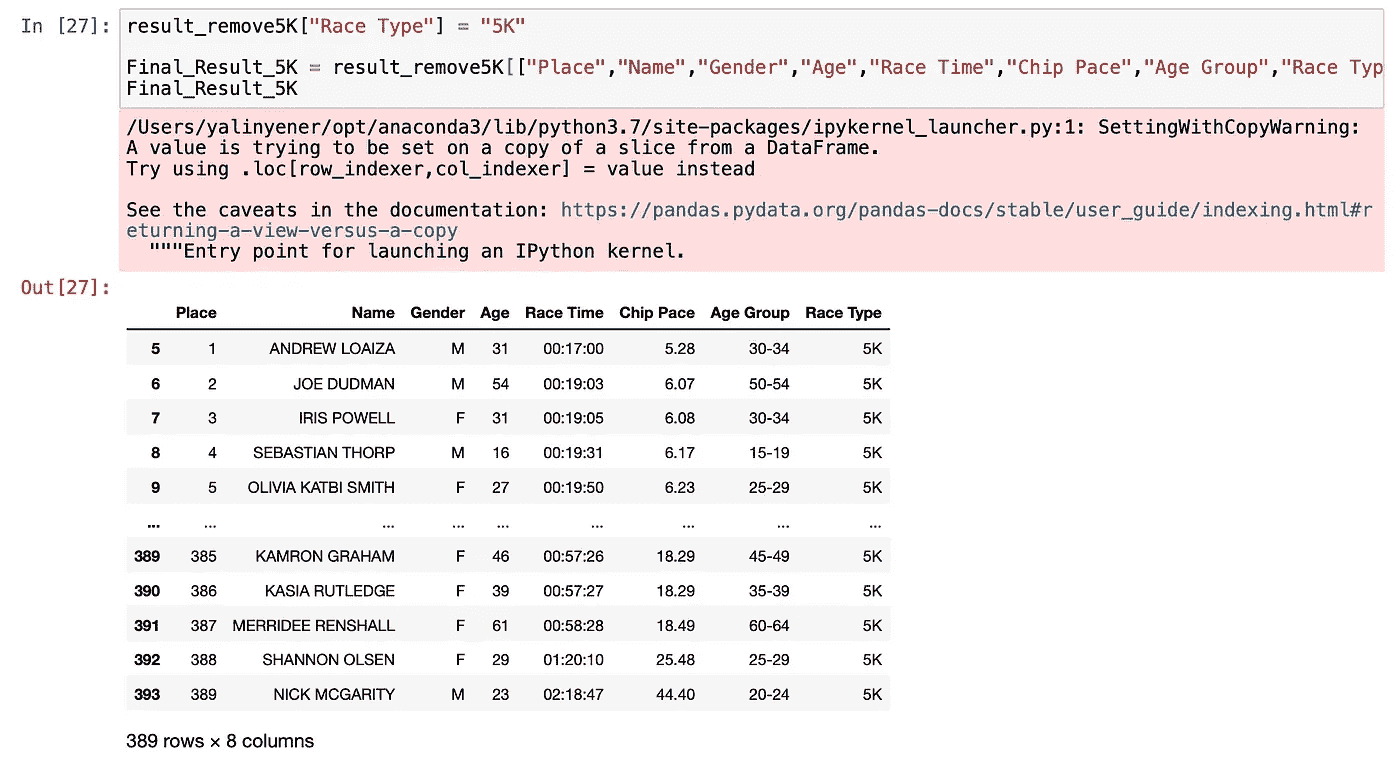 In [27]: result_remove5K["Race Type"] = "5K"
Final_Result_5K = result_remove5K[["Place","Name","Gender","Age","Race Time","Chip Pace","Age Group","Race Typ
Final_Result_5K
/Users/yalinyener/opt/anaconda3/lib/python3.7/site-packages/ipykernel_launcher.py:1: SettingWithCopyWarning:
A value is trying to be set on a copy of a slice from a DataFrame.
Try using .loc[row_indexer,col_indexer] = value instead
See the caveats in the documentation: https://pandas.pydata.org/pandas-docs/stable/user_guide/indexing.html#r
eturning-a-view-versus-a-copy
"""Entry point for launching an IPython kernel.
Out[27]:
Place Name Gender Age Race Time Chip Pace Age Group Race Type
5 1 ANDREW LOAIZA M 31 00:17:00 5.28 30-34 5K
6 2 JOE DUDMAN M 54 00:19:03 6.07 50-54 5K
7 3 IRIS POWELL F 31 00:19:05 6.08 30-34 5K
8 4 SEBASTIAN THORP M 16 00:19:31 6.17 15-19 5K
9 5 OLIVIA KATBI SMITH F 27 00:19:50 6.23 25-29 5K
... ... ... ... ... ... ... ... ...
389 385 KAMRON GRAHAM F 46 00:57:26 18.29 45-49 5K
390 386 KASIA RUTLEDGE F 39 00:57:27 18.29 35-39 5K
391 387 MERRIDEE RENSHALL F 61 00:58:28 18.49 60-64 5K
392 388 SHANNON OLSEN F 29 01:20:10 25.48 25-29 5K
393 389 NICK MCGARITY M 23 02:18:47 44.40 20-24 5K
389 rows × 8 columns